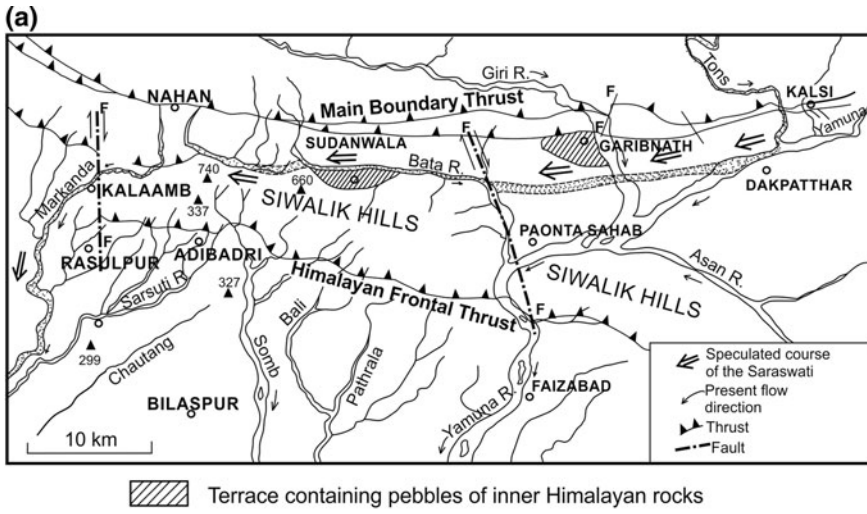 (a)
Giri R.
Tons
KALSI
Yamuna
NAHAN
Main Boundary Thrust
F
F
F
F
SUDANWALA
GARIBNATH
Bata R.
DAKPATTHAR
Markanda
KALAAMB
740
660
337
SIWALIK HILLS
PAONTA SAHAB
F
RASULPUR
ADIBADRI
Sarsuti R.
327
Himalayan Frontal Thrust
SIWALIK HILLS
Asan R.
F
299
Chautang
Somb
Bali
Pathrala
Yamuna R.
FAIZABAD
BILASPUR
10 km
Speculated course
of the Saraswati
Present flow
direction
Thrust
Fault
Terrace containing pebbles of inner Himalayan rocks